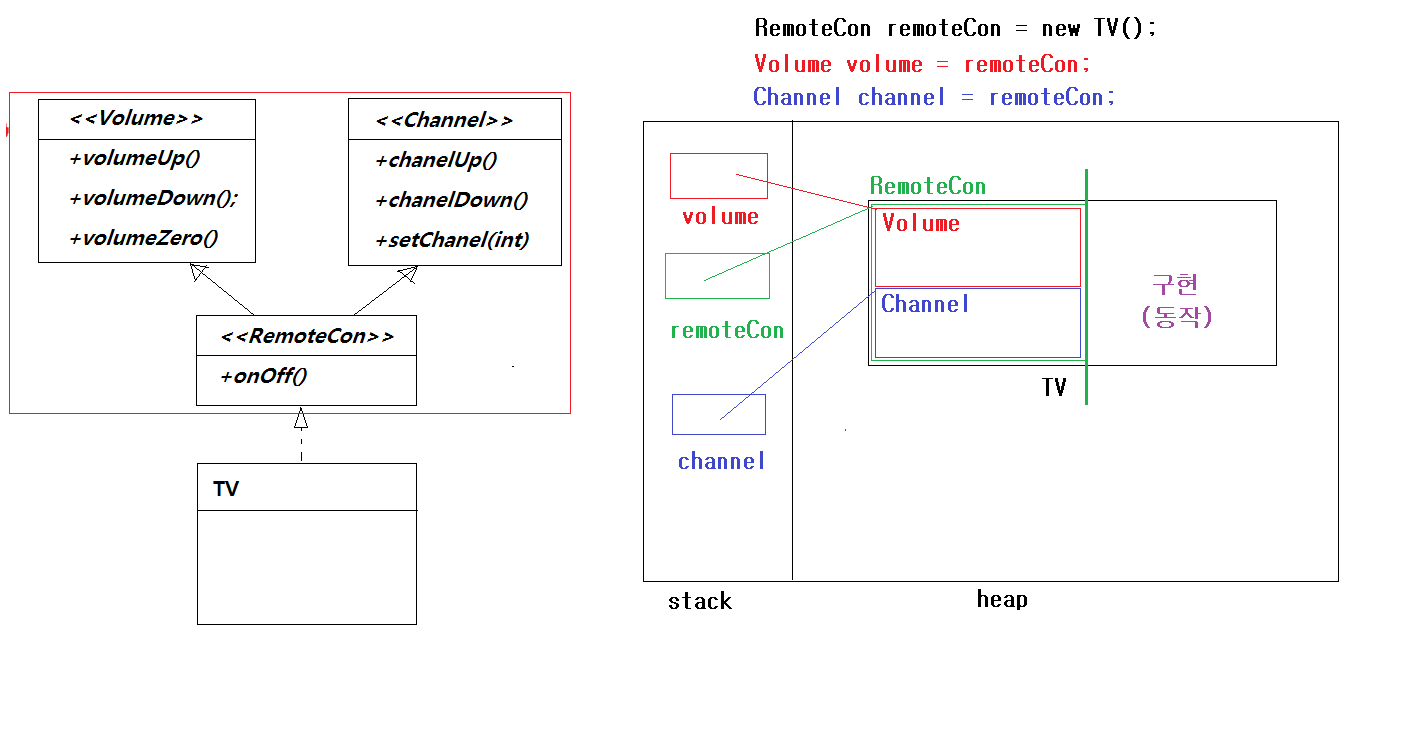 RemoteCon remoteCon = new TV();
Volume volume = remoteCon;
Channel channel = remoteCon;
<<Volume>>
+volumeUp()
+volumeDown();
+volumeZero()
<<Channel>>
+chanelUp()
+chanelDown()
+setChanel(int)
<<RemoteCon>>
+onOff()
TV
volume
remoteCon
channel
RemoteCon
Volume
Channel
구현
(동작)
TV
stack
heap